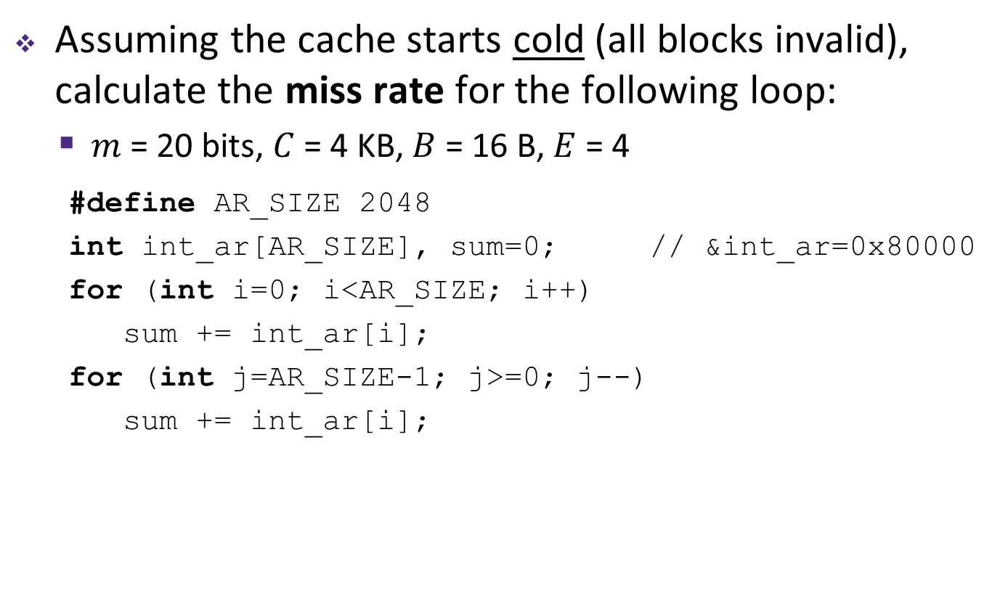 Assuming the cache starts cold (all blocks invalid),
calculate the miss rate for the following loop:
m = 20 bits, C = 4 KB, B = 16 B, E = 4
#define AR_SIZE 2048
int int_ar[AR_SIZE], sum=0; // &int_ar=0x80000
for (int i=0; i<AR_SIZE; i++)
sum += int_ar[i];
for (int j=AR_SIZE-1; j>=0; j--)
sum += int_ar[i];